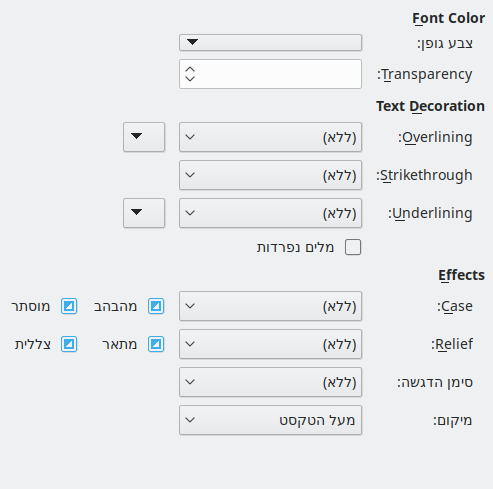 Font Color
צבע גופן:
Transparency:
Text Decoration
Overlining: (ללא)
Strikethrough: (ללא)
Underlining: (ללא)
מלים נפרדות
Effects
Case: (ללא) מהבהב מוסתר
Relief: (ללא) מתאר צללית
סימן הדגשה: (ללא)
מיקום: מעל הטקסט